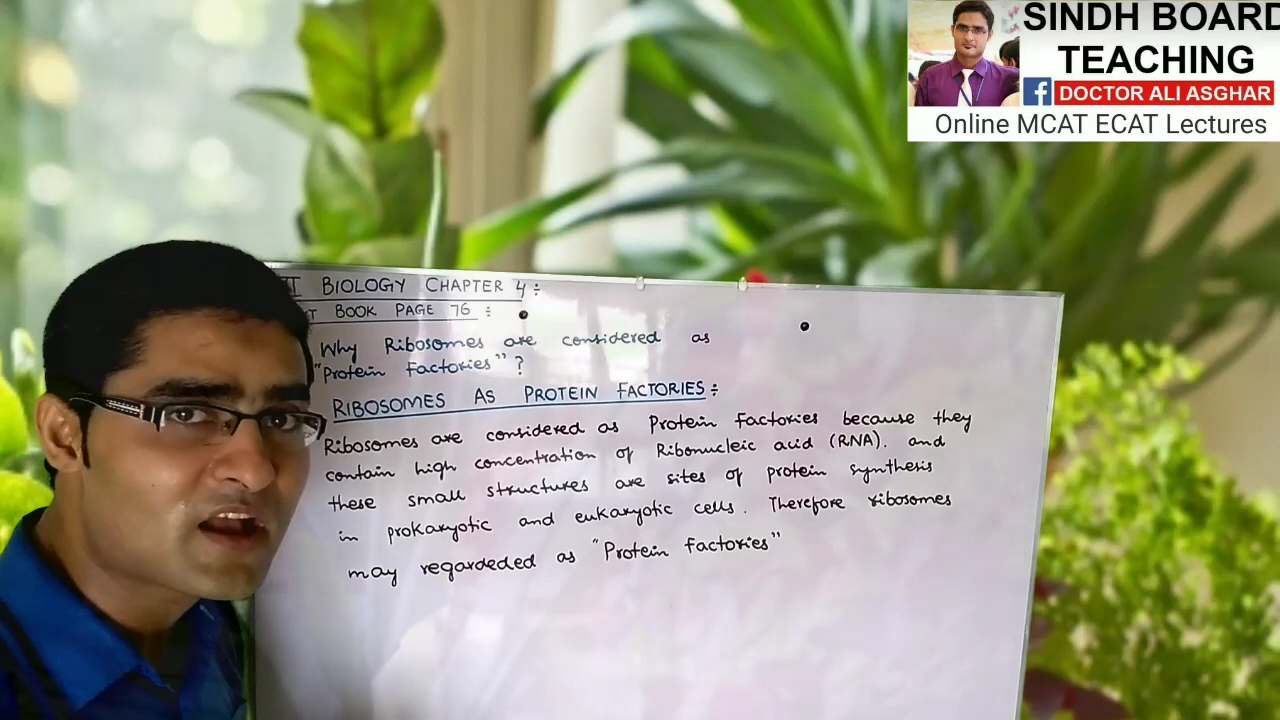 SINDH BOARD
TEACHING
f DOCTOR ALI ASGHAR
Online MCAT ECAT Lectures
BIOLOGY CHAPTER 4:
BOOK PAGE 76 :
Why Ribosomes are considered as
"Protein Factories" ?
RIBOSOMES AS PROTEIN FACTORIES:
Ribosomes are considered as Protein factories because they
contain high concentration of Ribonucleic acid (RNA). and
these small structures are sites of protein synthesis
in prokaryotic and eukaryotic cells. Therefore ribosomes
may regardeded as "Protein factories"